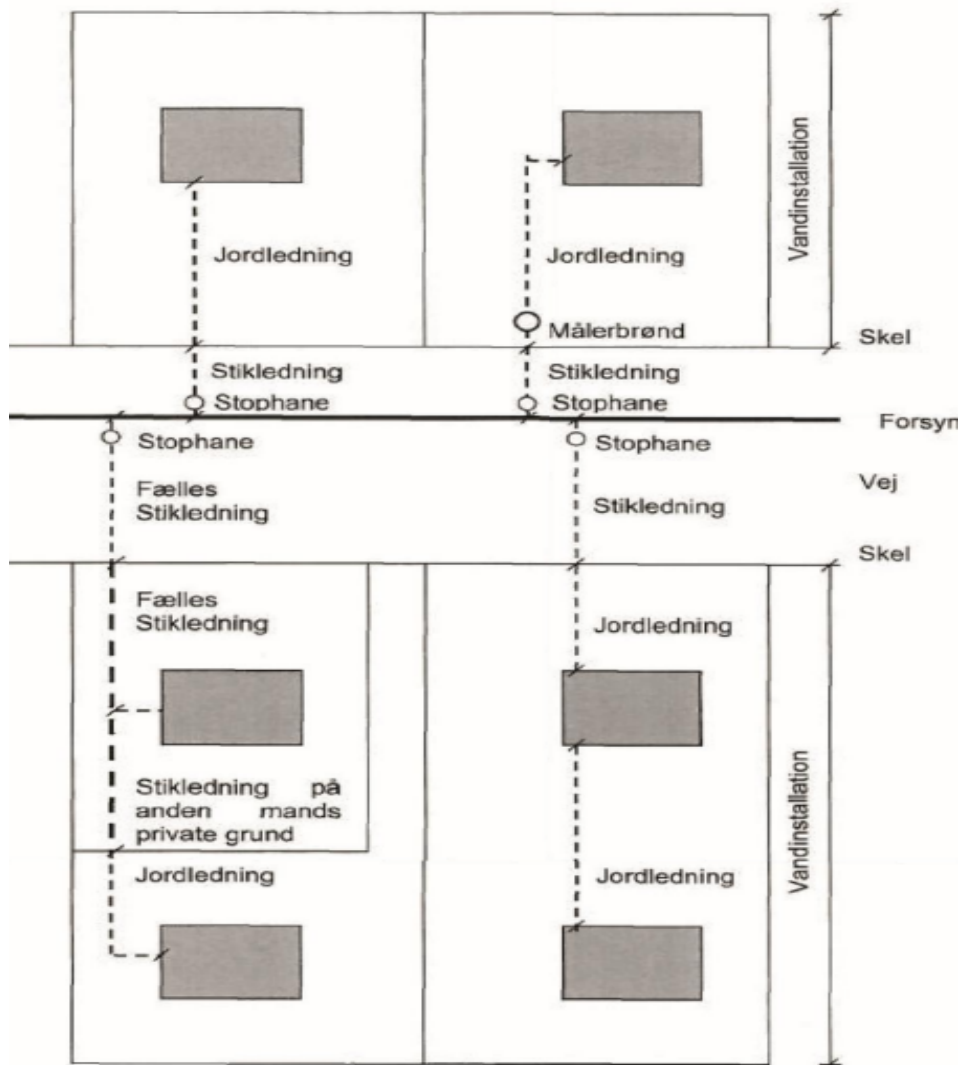 Vandinstallation
Jordledning
Jordledning
Målerbrønd
Skel
Stikledning
Stikledning
Stophane
Stophane
Forsyn
Stophane
Stophane
Fælles
Stikledning
Stikledning
Vej
Skel
Fælles
Stikledning
Jordledning
Stikledning på
anden mands
private grund
Jordledning
Jordledning
Vandinstallation